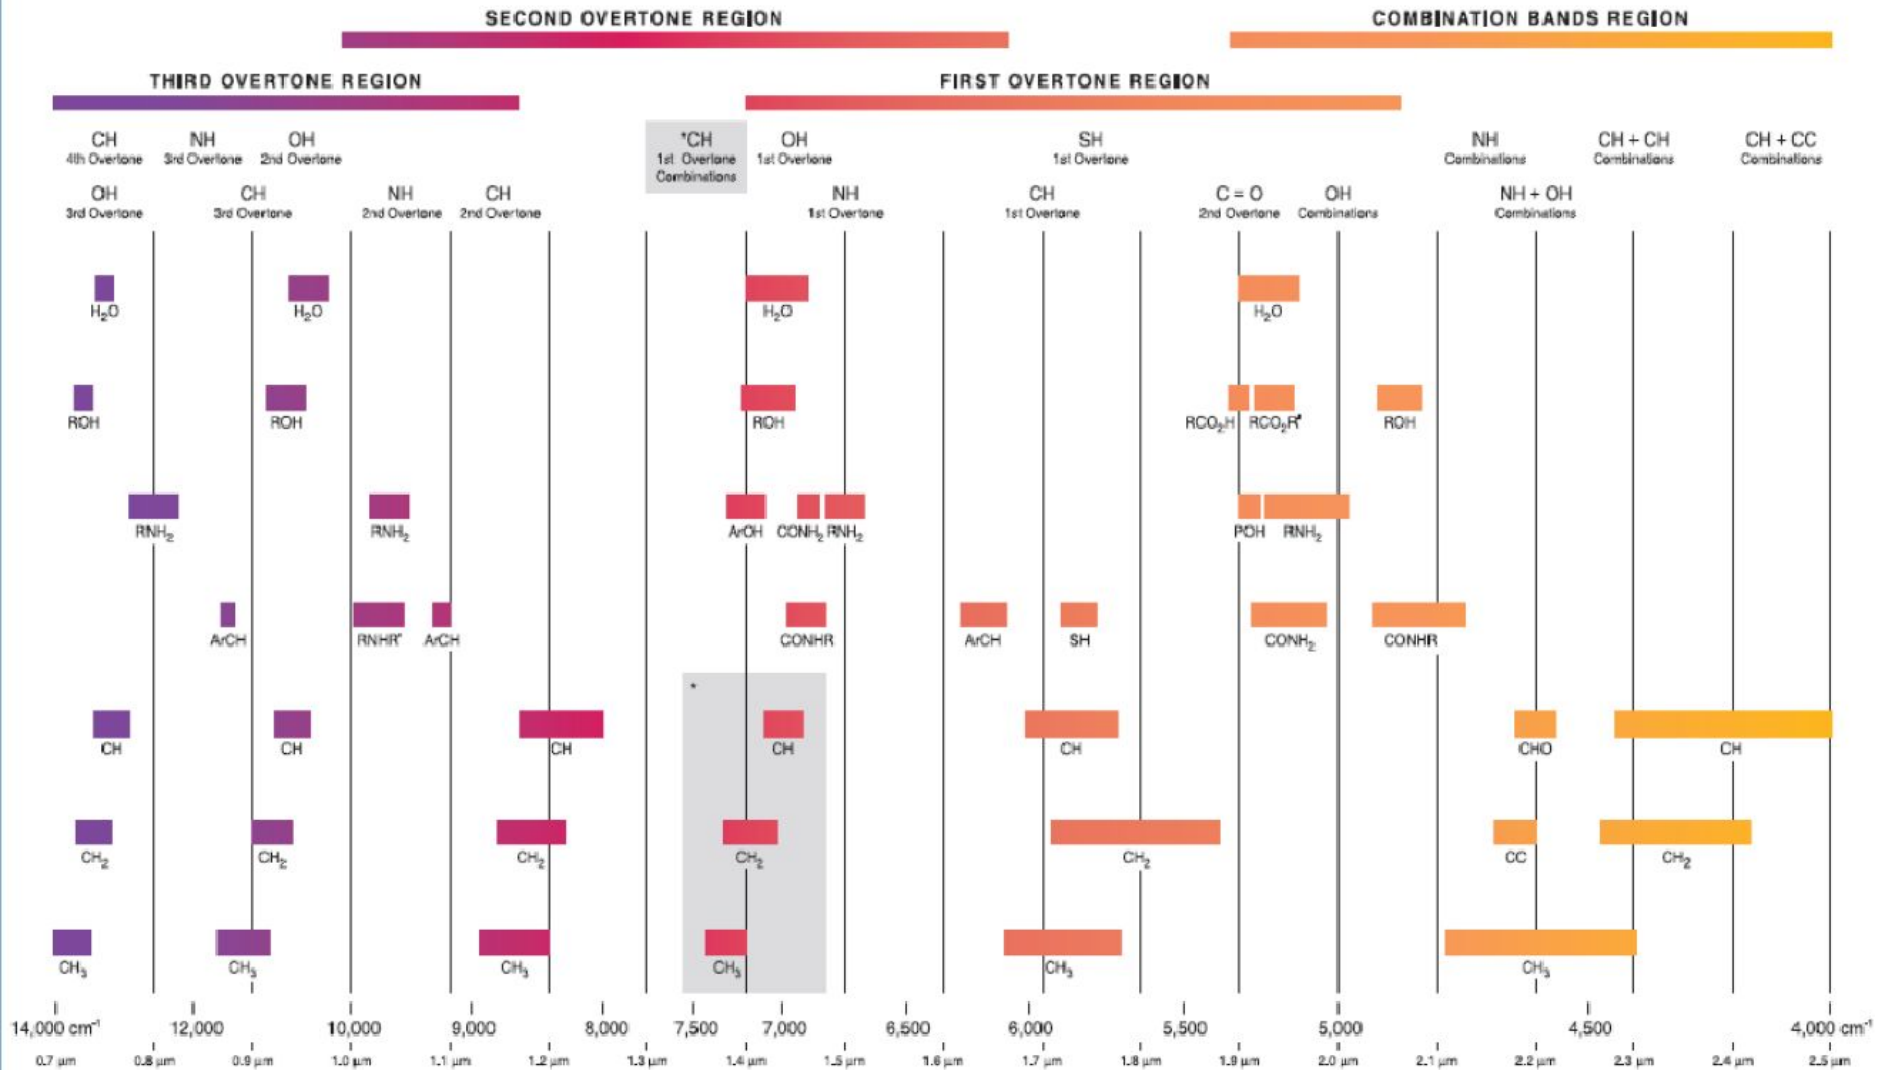 SECOND OVERTONE REGION
COMBINATION BANDS REGION
THIRD OVERTONE REGION
FIRST OVERTONE REGION
CH NH OH *CH OH SH NH CH + CH CH + CC
4th Overtone 3rd Overtone 2nd Overtone 1st Overtone 1st Overtone 1st Overtone Combinations Combinations Combinations
Combinations
OH CH NH CH NH CH C = O OH NH + OH
3rd Overtone 3rd Overtone 2nd Overtone 2nd Overtone 1st Overtone 1st Overtone 2nd Overtone Combinations Combinations
H₂O H₂O H₂O H₂O
ROH ROH ROH RCO₂H RCO₂R' ROH
RNH₂ RNH₂ ArOH CONH₂ RNH₂ POH RNH₂
ArCH RNHR' ArCH CONHR ArCH SH CONH₂ CONHR
*
CH CH CH CH CH CHO CH
CH₂ CH₂ CH₂ CH₂ CH₂ CC CH₂
CH₃ CH₃ CH₃ CH₃ CH₃ CH₃
14,000 cm⁻¹ 12,000 10,000 9,000 8,000 7,500 7,000 6,500 6,000 5,500 5,000 4,500 4,000 cm⁻¹
0.7 µm 0.8 µm 0.9 µm 1.0 µm 1.1 µm 1.2 µm 1.3 µm 1.4 µm 1.5 µm 1.6 µm 1.7 µm 1.8 µm 1.9 µm 2.0 µm 2.1 µm 2.2 µm 2.3 µm 2.4 µm 2.5 µm